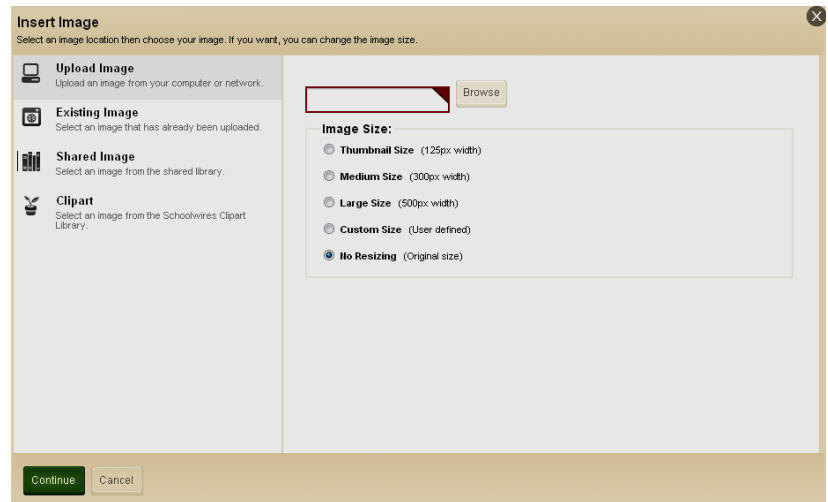 Insert Image
Select an image location then choose your image. If you want, you can change the image size.
Upload Image
Upload an image from your computer or network.
Existing Image
Select an image that has already been uploaded.
Shared Image
Select an image from the shared library.
Clipart
Select an image from the Schoolwires Clipart
Library.
Browse
Image Size:
Thumbnail Size (125px width)
Medium Size (300px width)
Large Size (500px width)
Custom Size (User defined)
No Resizing (Original size)
Continue
Cancel